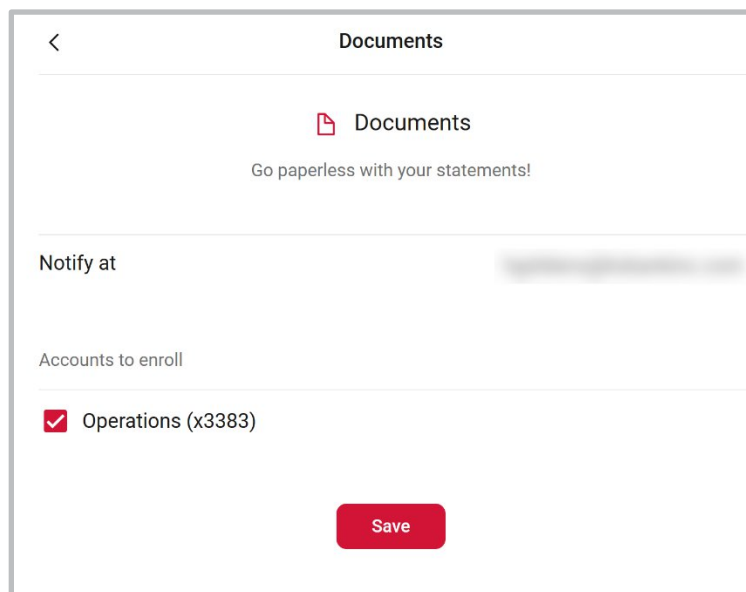 Documents
Documents
Go paperless with your statements!
Notify at
Accounts to enroll
Operations (x3383)
Save